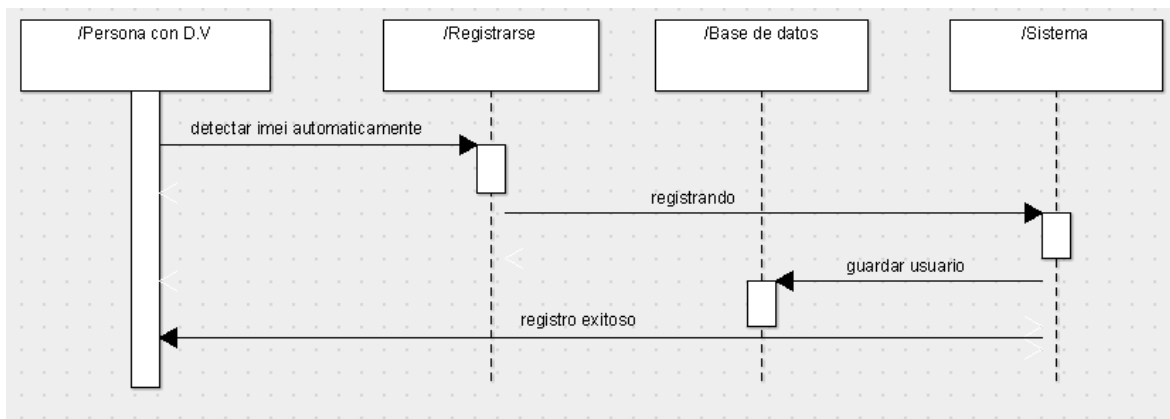 /Persona con D.V
/Registrarse
/Base de datos
/Sistema
detectar imei automaticamente
registrando
guardar usuario
registro exitoso